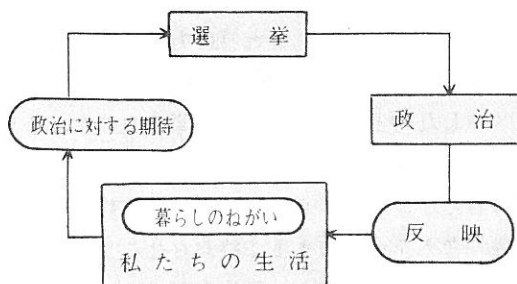 選挙
政治に対する期待
政治
暮らしのねがい
反映
私たちの生活